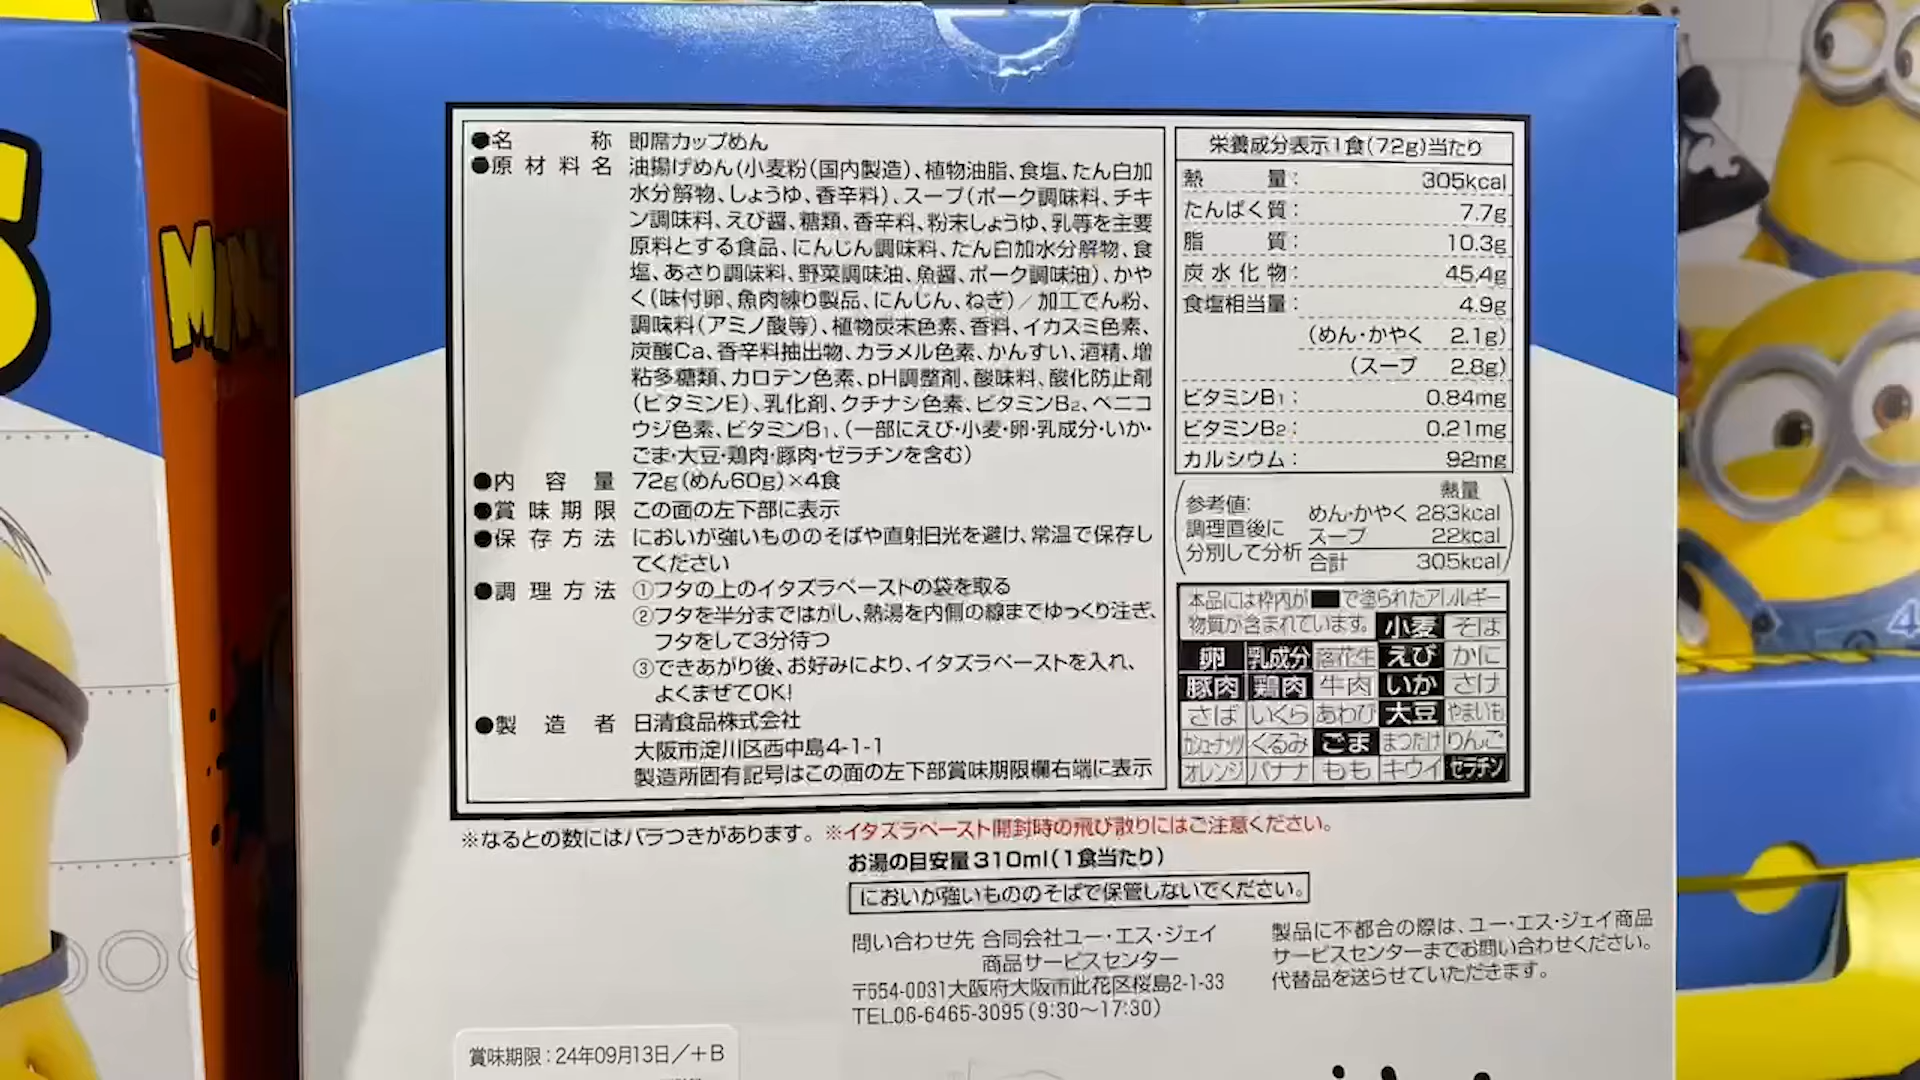 ●名称 即席カップめん
●原材料名 油揚げめん(小麦粉(国内製造)、植物油脂、食塩、たん白加
水分解物、しょうゆ、香辛料)、スープ(ポーク調味料、チキ
ン調味料、えび醤、糖類、香辛料、粉末しょうゆ、乳等を主要
原料とする食品、にんじん調味料、たん白加水分解物、食
塩、あさり調味料、野菜調味油、魚醤、ポーク調味油)、かや
く(味付卵、魚肉練り製品、にんじん、ねぎ)/加工でん粉、
調味料(アミノ酸等)、植物炭末色素、香料、イカスミ色素、
炭酸Ca、香辛料抽出物、カラメル色素、かんすい、酒精、増
粘多糖類、カロテン色素、pH調整剤、酸味料、酸化防止剤
(ビタミンE)、乳化剤、クチナシ色素、ビタミンB2、ベニコ
ウジ色素、ビタミンB1、(一部にえび・小麦・卵・乳成分・いか・
ごま・大豆・鶏肉・豚肉・ゼラチンを含む)
●内容量 72g(めん60g)×4食
●賞味期限 この面の左下部に表示
●保存方法 においが強いもののそばや直射日光を避け、常温で保存し
てください
●調理方法 ①フタの上のイタズラペーストの袋を取る
②フタを半分まではがし、熱湯を内側の線までゆっくり注ぎ、
フタをして3分待つ
③できあがり後、お好みにより、イタズラペーストを入れ、
よくまぜてOK!
●製造者 日清食品株式会社
大阪市淀川区西中島4-1-1
製造所固有記号はこの面の左下部賞味期限欄右端に表示
栄養成分表示1食(72g)当たり
熱量: 305kcal
たんぱく質: 7.7g
脂質: 10.3g
炭水化物: 45.4g
食塩相当量: 4.9g
(めん・かやく 2.1g)
(スープ 2.8g)
ビタミンB1: 0.84mg
ビタミンB2: 0.21mg
カルシウム: 92mg
参考値:
調理直後に
分別して分析
熱量
めん・かやく 283kcal
スープ 22kcal
合計 305kcal
本品には枠内が■で塗られたアレルギー
物質が含まれています。 小麦 そば
卵 乳成分 落花生 えび かに
豚肉 鶏肉 牛肉 いか さけ
さば いくら あわび 大豆 やまいも
カシューナッツ くるみ ごま まつたけ りんご
オレンジ バナナ もも キウイ ゼラチン
※なるとの数にはバラつきがあります。※イタズラペースト開封時の飛び散りにはご注意ください。
お湯の目安量310ml(1食当たり)
においが強いもののそばで保管しないでください。
問い合わせ先 合同会社ユー・エス・ジェイ
商品サービスセンター
〒554-0031大阪府大阪市此花区桜島2-1-33
TEL.06-6465-3095(9:30～17:30)
製品に不都合の際は、ユー・エス・ジェイ商品
サービスセンターまでお問い合わせください。
代替品を送らせていただきます。
賞味期限:24年09月13日/+B